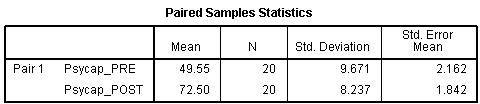 Paired Samples Statistics
Mean N Std. Deviation Std. Error Mean
Pair 1 Psycap_PRE 49.55 20 9.671 2.162
Psycap_POST 72.50 20 8.237 1.842